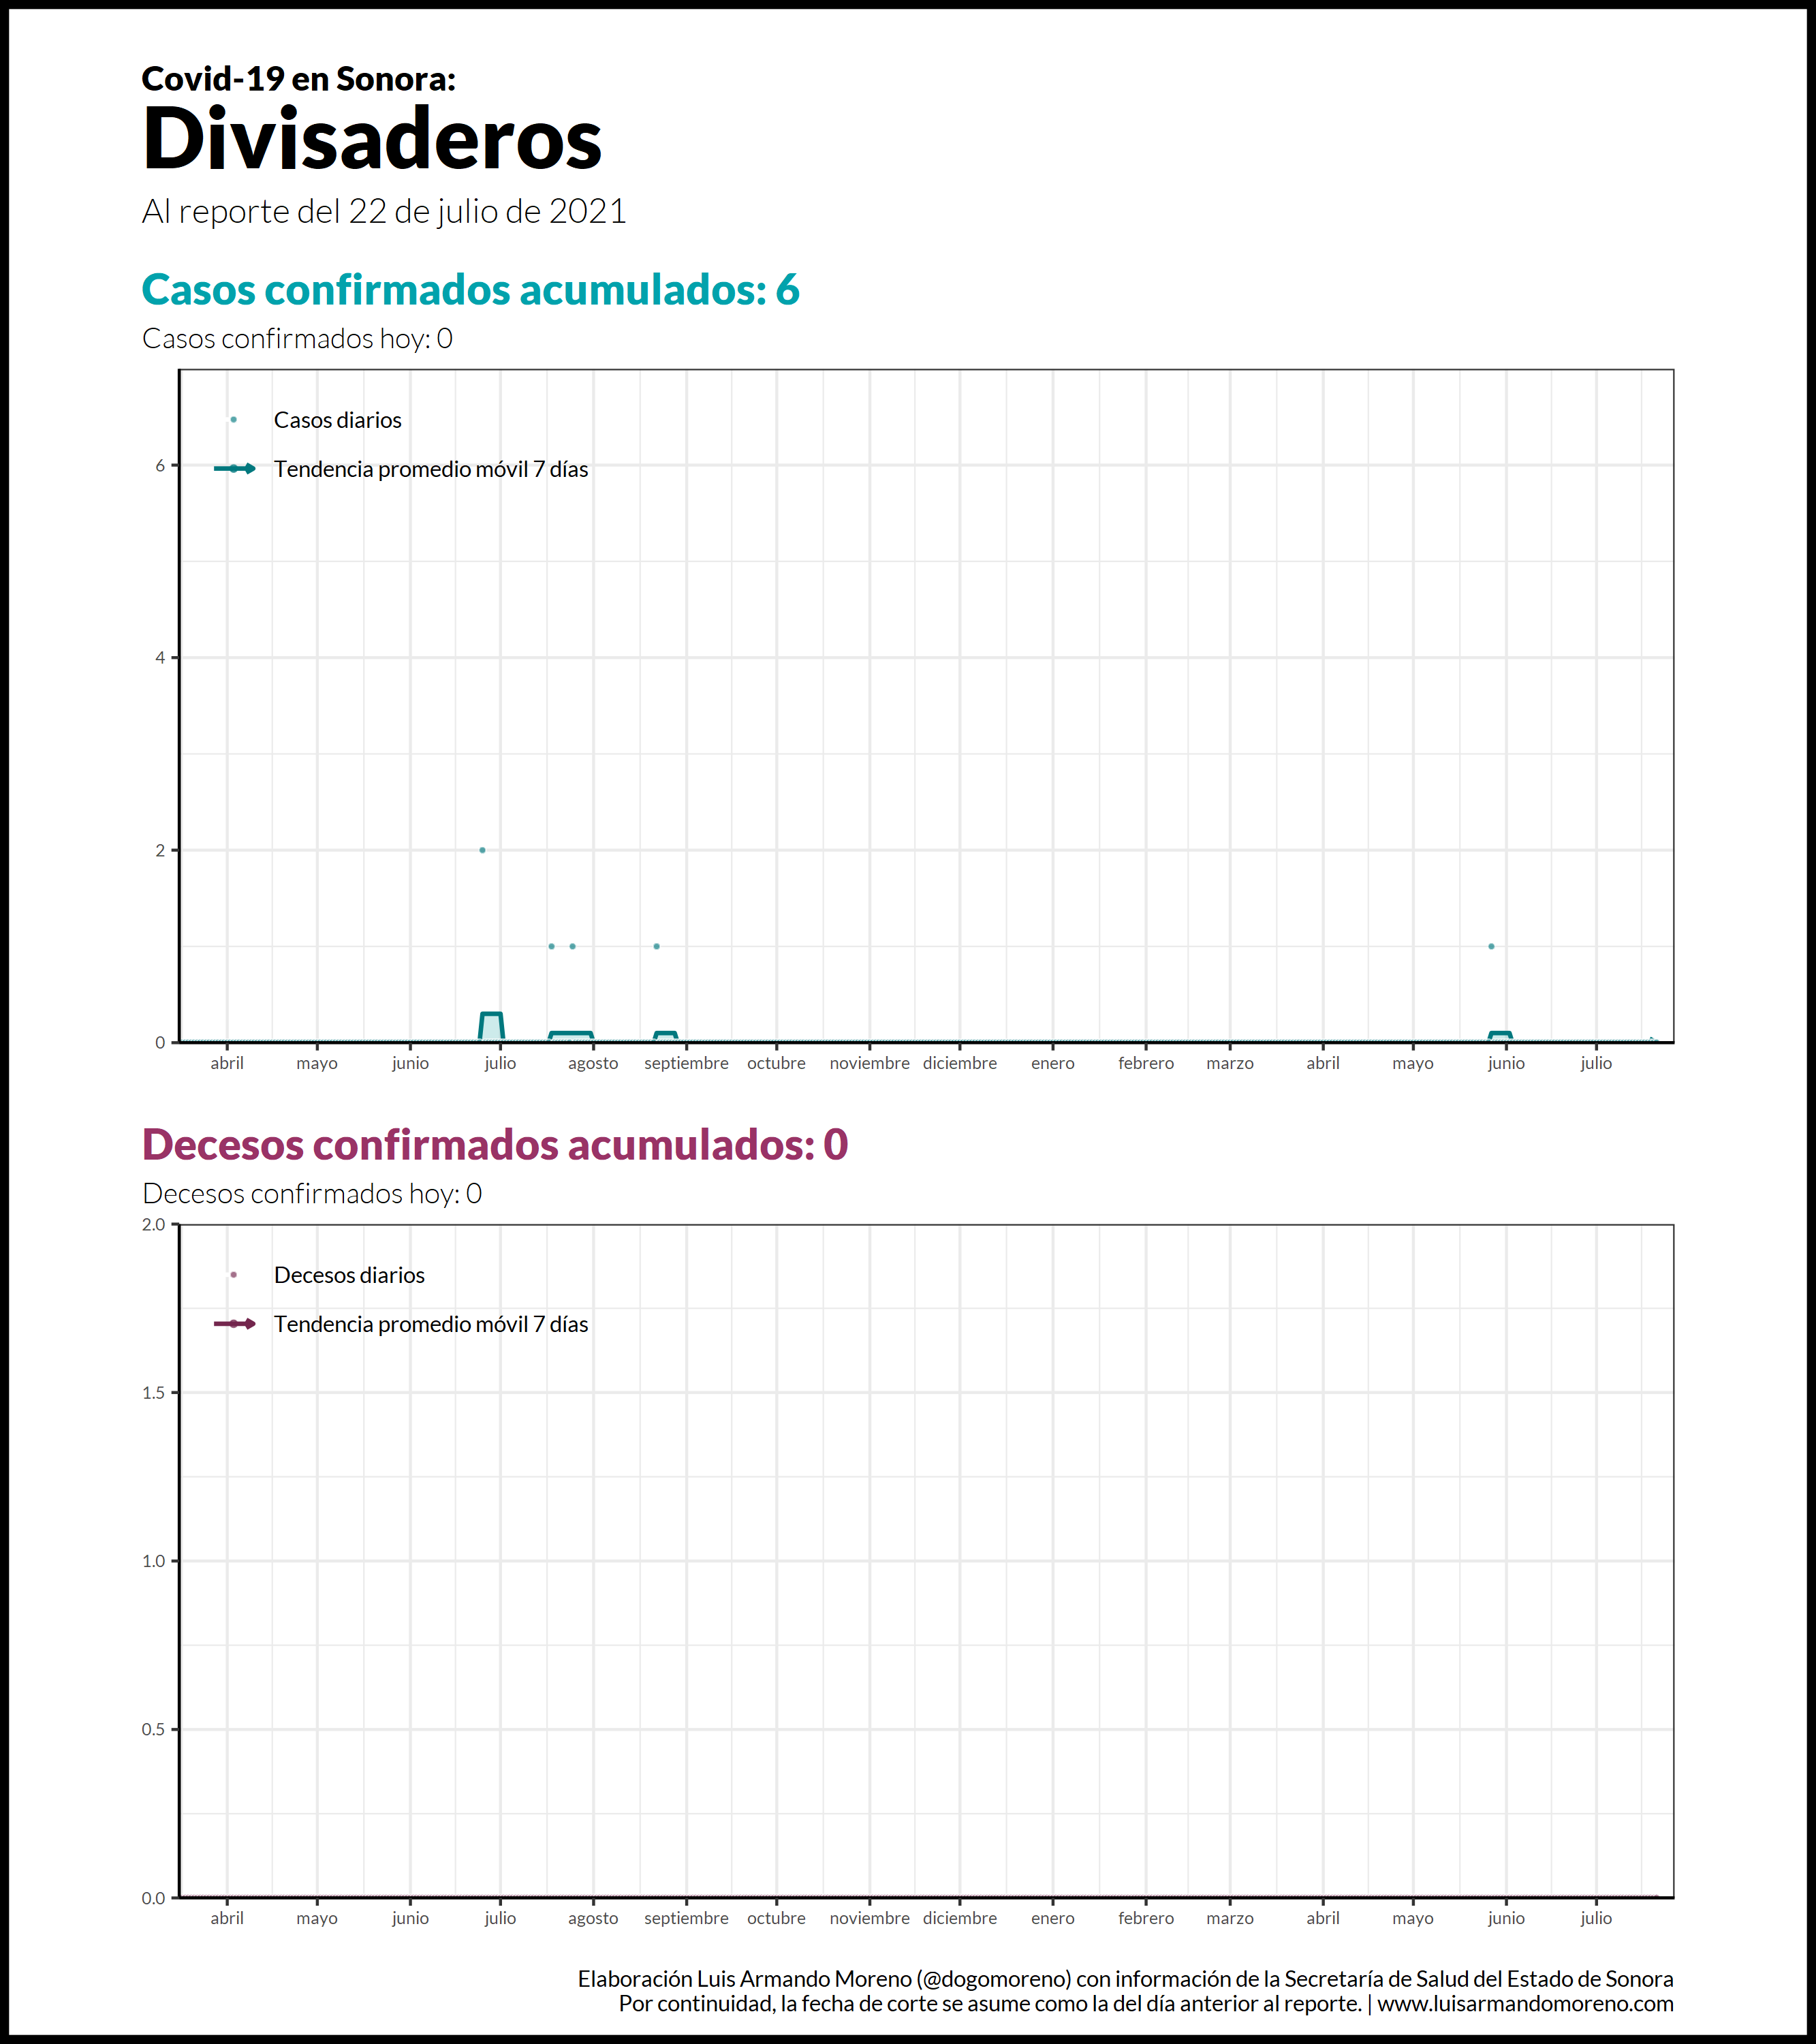 Covid-19 en Sonora:
Divisaderos
Al reporte del 22 de julio de 2021
Casos confirmados acumulados: 6
Casos confirmados hoy: 0
Casos diarios
Tendencia promedio móvil 7 días
6
4
2
0
abril mayo junio julio agosto septiembre octubre noviembre diciembre enero febrero marzo abril mayo junio julio
Decesos confirmados acumulados: 0
Decesos confirmados hoy: 0
2.0
Decesos diarios
Tendencia promedio móvil 7 días
1.5
1.0
0.5
0.0
abril mayo junio julio agosto septiembre octubre noviembre diciembre enero febrero marzo abril mayo junio julio
Elaboración Luis Armando Moreno (@dogomoreno) con información de la Secretaría de Salud del Estado de Sonora
Por continuidad, la fecha de corte se asume como la del día anterior al reporte. | www.luisarmandomoreno.com